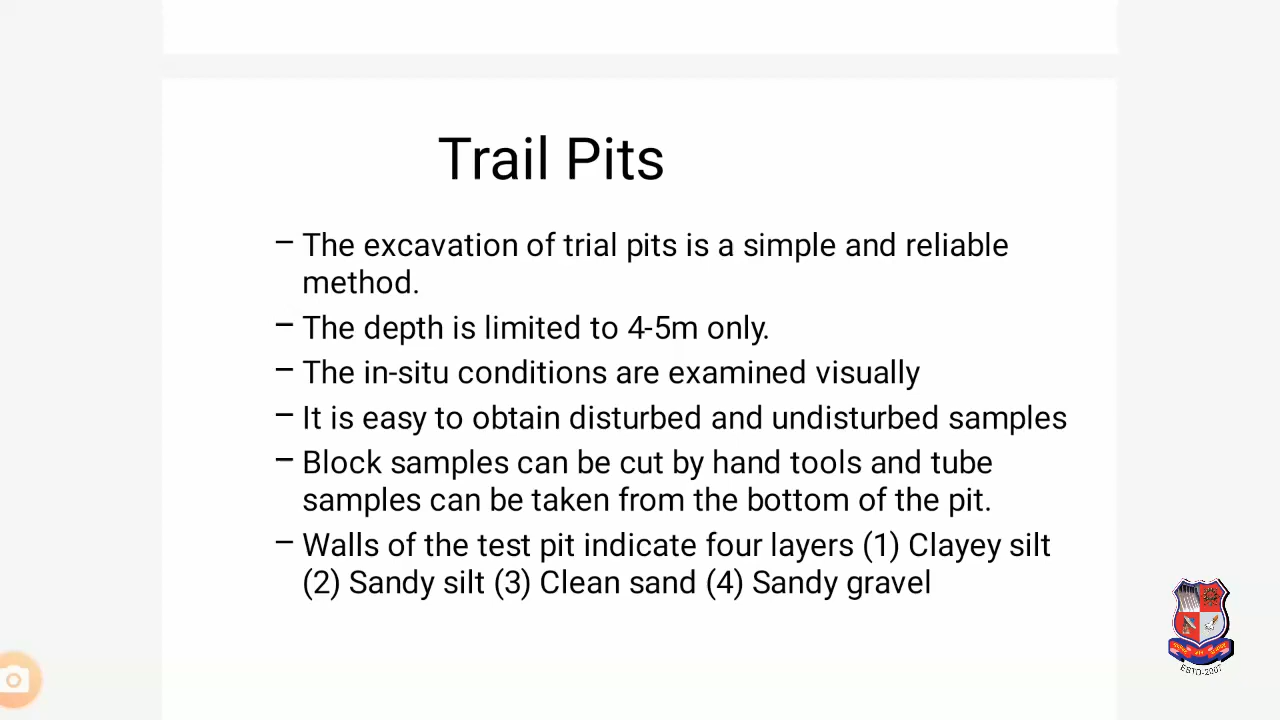 Trail Pits
– The excavation of trial pits is a simple and reliable
method.
– The depth is limited to 4-5m only.
– The in-situ conditions are examined visually
– It is easy to obtain disturbed and undisturbed samples
– Block samples can be cut by hand tools and tube
samples can be taken from the bottom of the pit.
– Walls of the test pit indicate four layers (1) Clayey silt
(2) Sandy silt (3) Clean sand (4) Sandy gravel
ESTD-2007